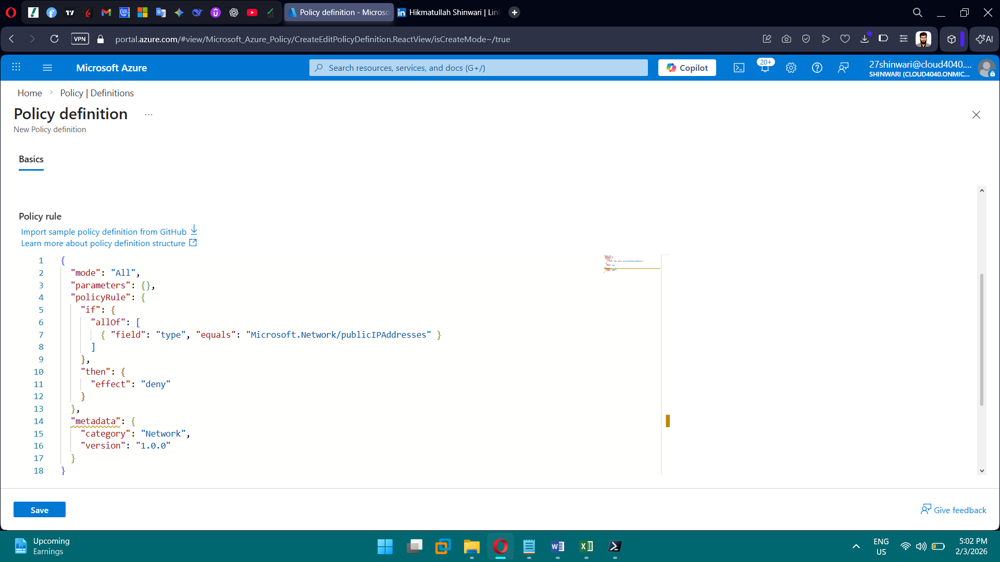 Policy definition - Microso
Hikmatullah Shinwari | Lin
VPN
portal.azure.com/#view/Microsoft_Azure_Policy/CreateEditPolicyDefinition.ReactView/isCreateMode~/true
AI
Microsoft Azure
Search resources, services, and docs (G+/)
Copilot
20+
27shinwari@cloud4040....
SHINWARI (CLOUD4040.ONMIC...
Home > Policy | Definitions
Policy definition ...
New Policy definition
Basics
Policy rule
Import sample policy definition from GitHub
Learn more about policy definition structure
1 {
2 "mode": "All",
3 "parameters": {},
4 "policyRule": {
5 "if": {
6 "allOf": [
7 { "field": "type", "equals": "Microsoft.Network/publicIPAddresses" }
8 ]
9 },
10 "then": {
11 "effect": "deny"
12 }
13 },
14 "metadata": {
15 "category": "Network",
16 "version": "1.0.0"
17 }
18 }
Save
Give feedback
Upcoming
Earnings
ENG
US
5:02 PM
2/3/2026